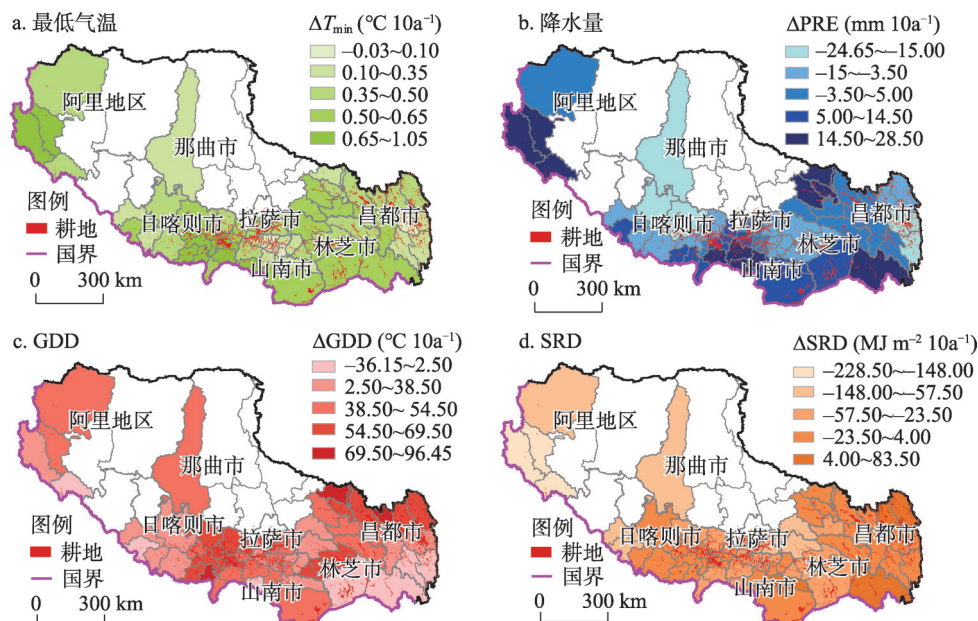 a. 最低气温
ΔTmin (℃ 10a⁻¹)
–0.03~0.10
0.10~0.35
0.35~0.50
0.50~0.65
0.65~1.05
阿里地区
那曲市
日喀则市
拉萨市
昌都市
林芝市
山南市
图例
耕地
国界
0 300 km
b. 降水量
ΔPRE (mm 10a⁻¹)
–24.65~–15.00
–15~–3.50
–3.50~5.00
5.00~14.50
14.50~28.50
阿里地区
那曲市
日喀则市
拉萨市
昌都市
林芝市
山南市
图例
耕地
国界
0 300 km
c. GDD
ΔGDD (℃ 10a⁻¹)
–36.15~2.50
2.50~38.50
38.50~54.50
54.50~69.50
69.50~96.45
阿里地区
那曲市
日喀则市
拉萨市
昌都市
林芝市
山南市
图例
耕地
国界
0 300 km
d. SRD
ΔSRD (MJ m⁻² 10a⁻¹)
–228.50~–148.00
–148.00~–57.50
–57.50~–23.50
–23.50~4.00
4.00~83.50
阿里地区
那曲市
日喀则市
拉萨市
昌都市
林芝市
山南市
图例
耕地
国界
0 300 km